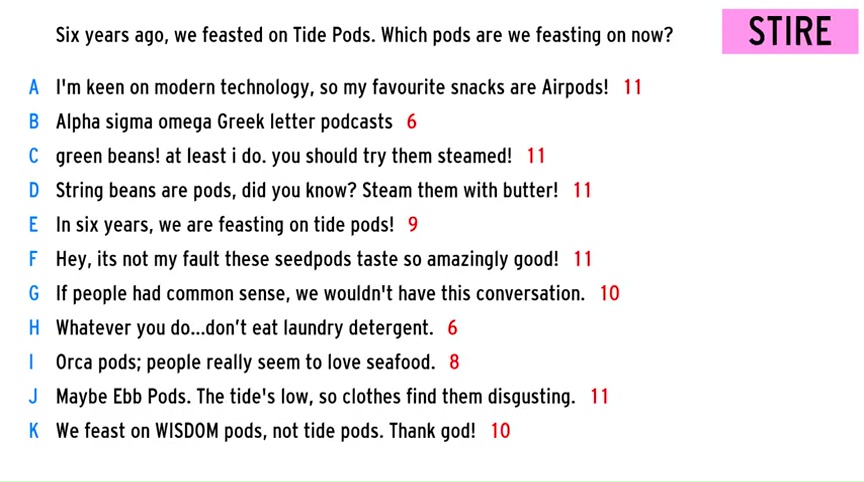 Six years ago, we feasted on Tide Pods. Which pods are we feasting on now?
STIRE
A I'm keen on modern technology, so my favourite snacks are Airpods! 11
B Alpha sigma omega Greek letter podcasts 6
C green beans! at least i do. you should try them steamed! 11
D String beans are pods, did you know? Steam them with butter! 11
E In six years, we are feasting on tide pods! 9
F Hey, its not my fault these seedpods taste so amazingly good! 11
G If people had common sense, we wouldn't have this conversation. 10
H Whatever you do...don’t eat laundry detergent. 6
I Orca pods; people really seem to love seafood. 8
J Maybe Ebb Pods. The tide's low, so clothes find them disgusting. 11
K We feast on WISDOM pods, not tide pods. Thank god! 10